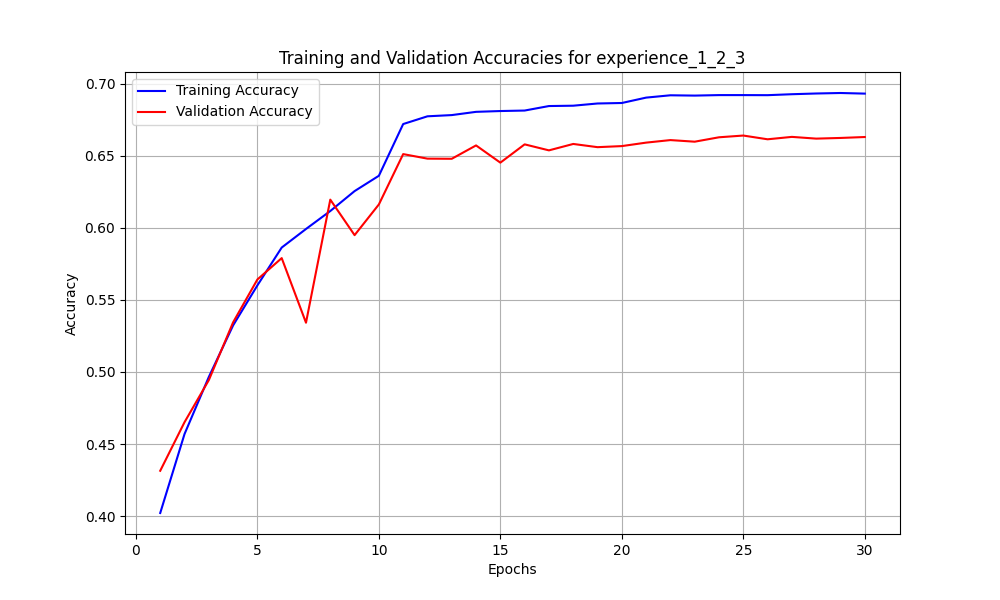 Training and Validation Accuracies for experience_1_2_3
Training Accuracy
Validation Accuracy
0.70
0.65
0.60
0.55
0.50
0.45
0.40
Accuracy
0 5 10 15 20 25 30
Epochs